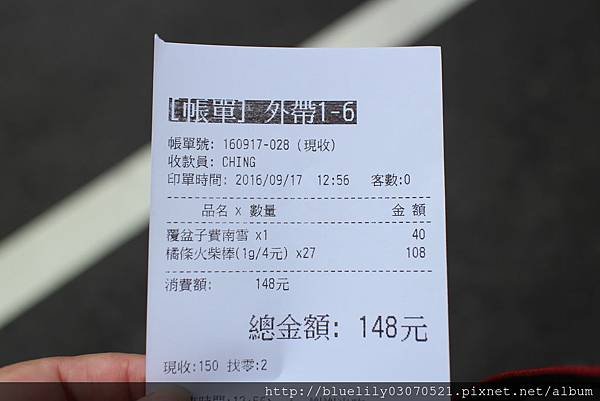 [帳單] 外帶1-6
帳單號: 160917-028 (現收)
收款員: CHING
印單時間: 2016/09/17 12:56 客數:0
品名 x 數量 金 額
覆盆子費南雪 x1 40
橘條火柴棒(1g/4元) x27 108
消費額: 148元
總金額: 148元
現收:150 找零:2
http://bluelily03070521.pixnet.net/album